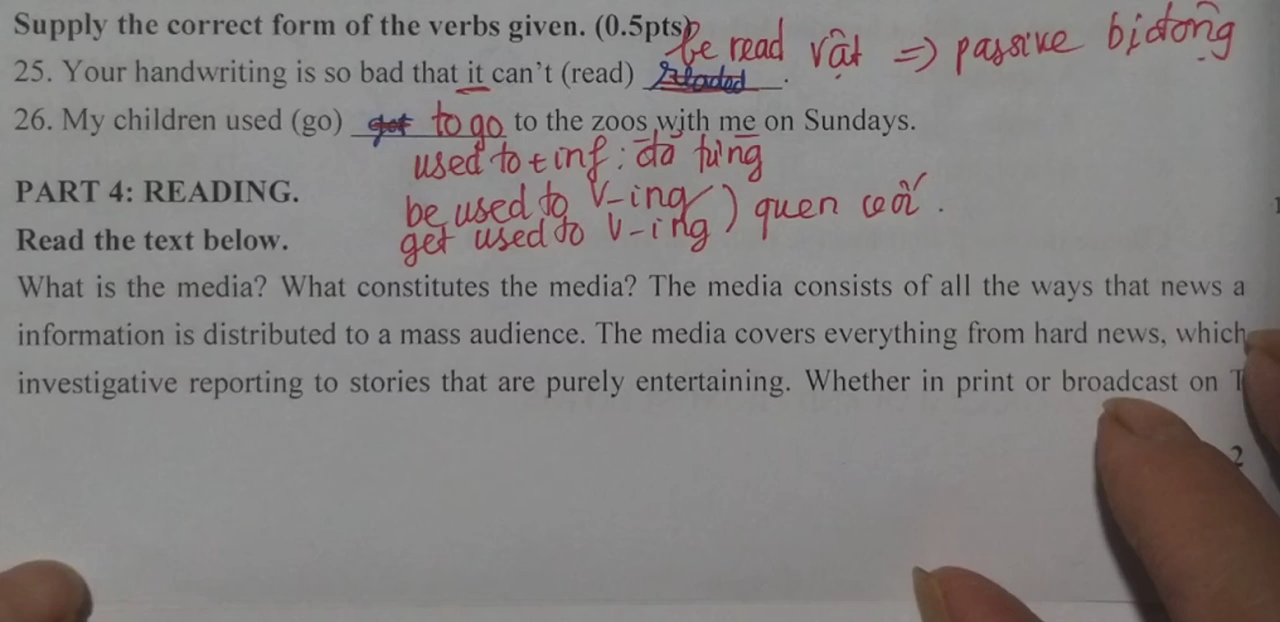 Supply the correct form of the verbs given. (0.5pts)
be read vật => passive bị động
25. Your handwriting is so bad that it can't (read)
26. My children used (go) got to go to the zoos with me on Sundays.
used to + inf : đã từng
be used to V-ing
get used to V-ing ) quen với.
PART 4: READING.
Read the text below.
What is the media? What constitutes the media? The media consists of all the ways that news a
information is distributed to a mass audience. The media covers everything from hard news, which
investigative reporting to stories that are purely entertaining. Whether in print or broadcast on T
2